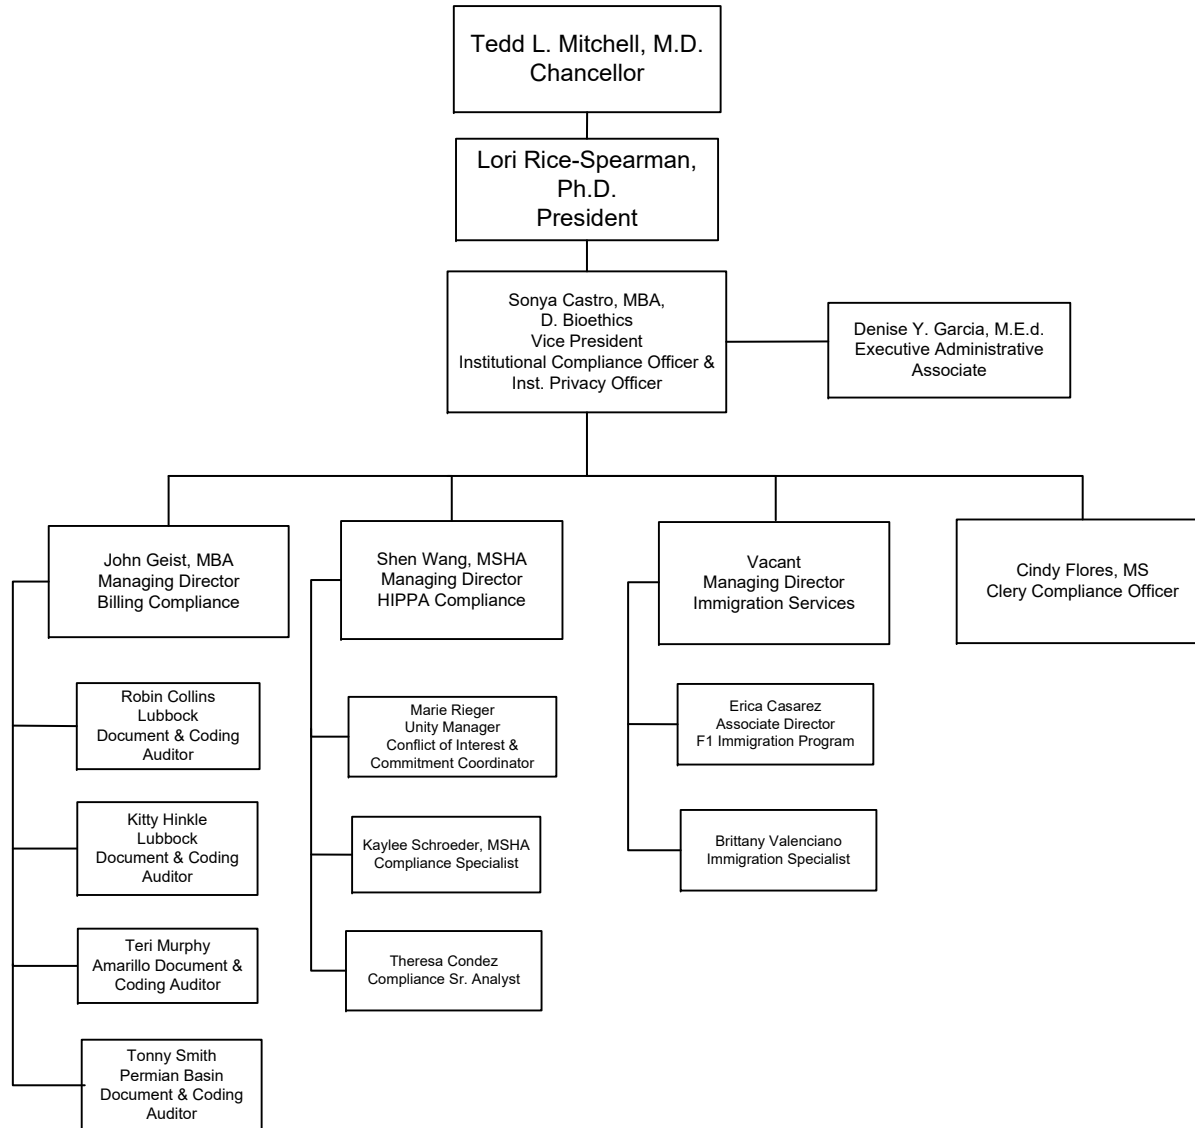 Tedd L. Mitchell, M.D.
Chancellor
Lori Rice-Spearman,
Ph.D.
President
Sonya Castro, MBA,
D. Bioethics
Vice President
Institutional Compliance Officer &
Inst. Privacy Officer
Denise Y. Garcia, M.E.d.
Executive Administrative
Associate
John Geist, MBA
Managing Director
Billing Compliance
Robin Collins
Lubbock
Document & Coding
Auditor
Kitty Hinkle
Lubbock
Document & Coding
Auditor
Teri Murphy
Amarillo Document &
Coding Auditor
Tonny Smith
Permian Basin
Document & Coding
Auditor
Shen Wang, MSHA
Managing Director
HIPPA Compliance
Marie Rieger
Unity Manager
Conflict of Interest &
Commitment Coordinator
Kaylee Schroeder, MSHA
Compliance Specialist
Theresa Condez
Compliance Sr. Analyst
Vacant
Managing Director
Immigration Services
Erica Casarez
Associate Director
F1 Immigration Program
Brittany Valenciano
Immigration Specialist
Cindy Flores, MS
Clery Compliance Officer